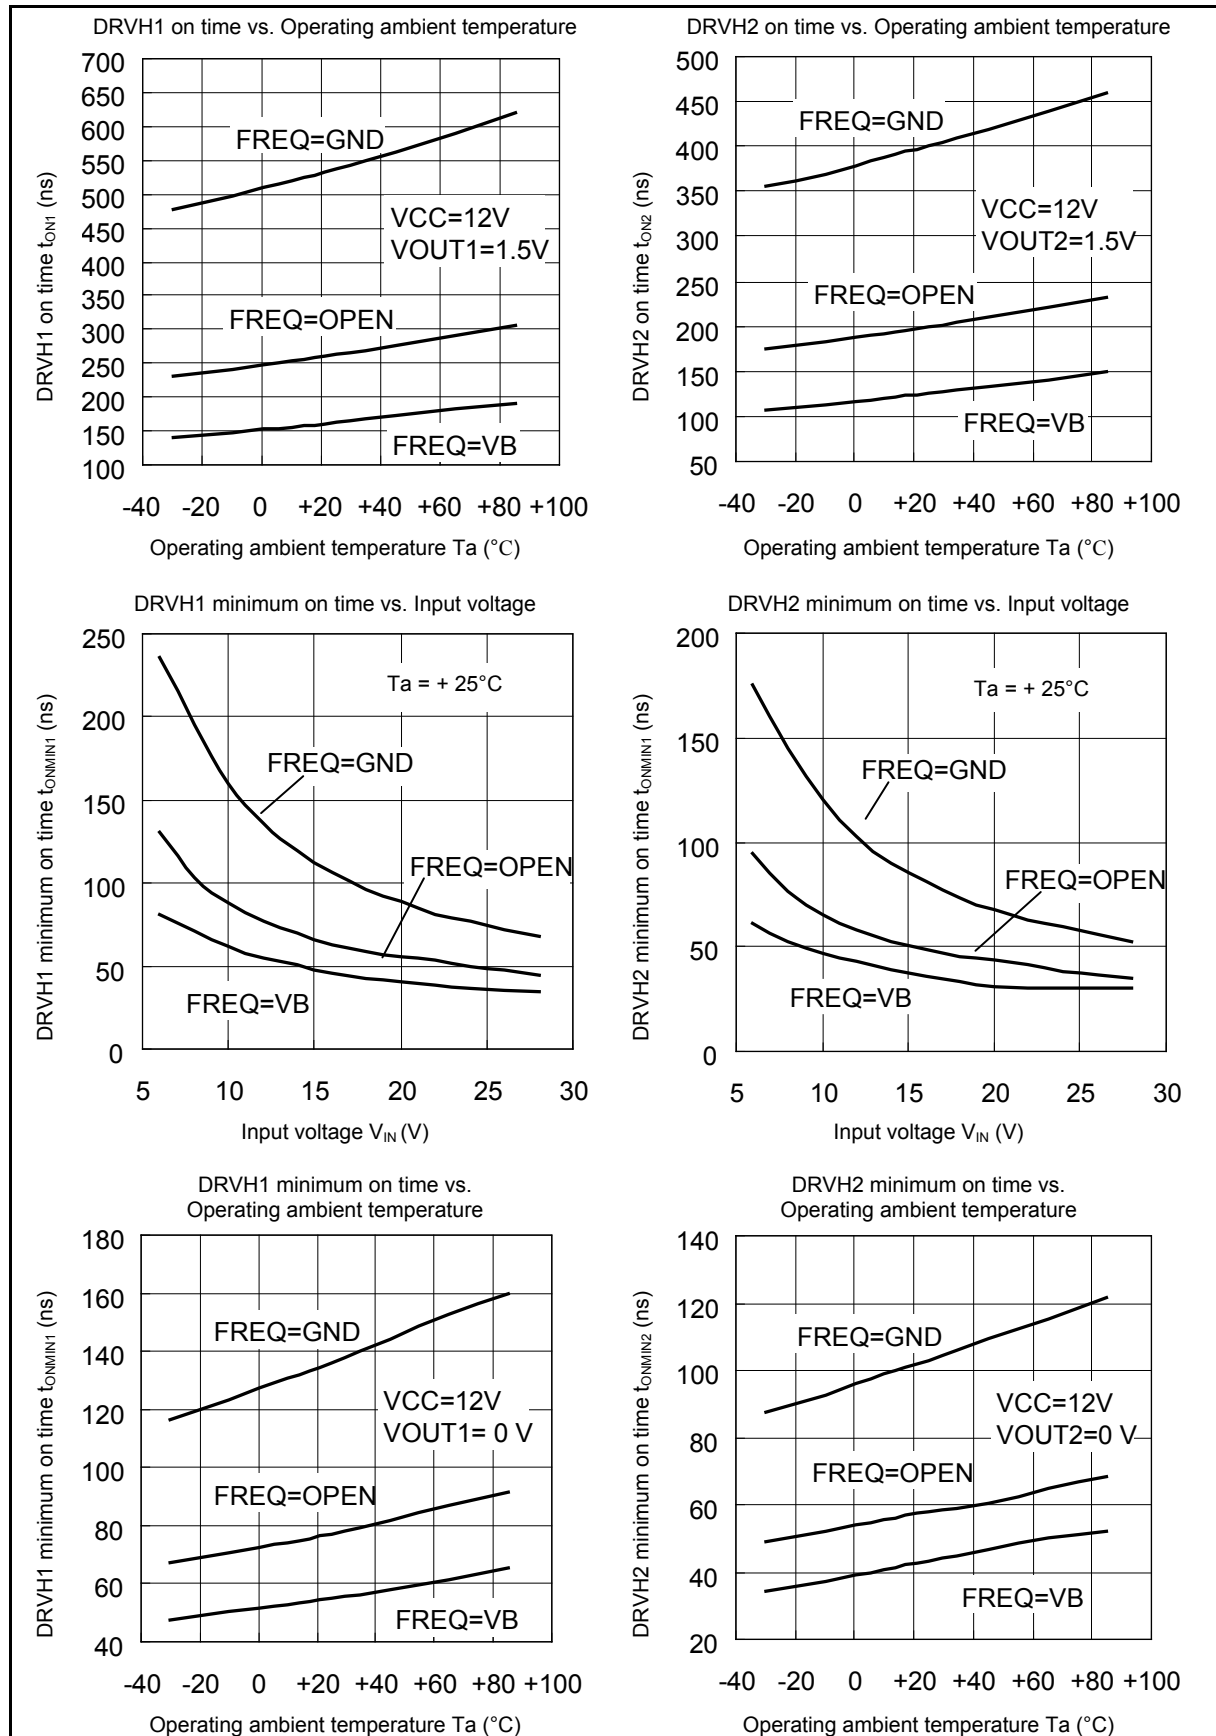 DRVH1 on time vs. Operating ambient temperature
700
650
600
550
500
450
400
350
300
250
200
150
100
DRVH1 on time tON1 (ns)
FREQ=GND
VCC=12V
VOUT1=1.5V
FREQ=OPEN
FREQ=VB
-40 -20 0 +20 +40 +60 +80 +100
Operating ambient temperature Ta (°C)
DRVH2 on time vs. Operating ambient temperature
500
450
400
350
300
250
200
150
100
50
DRVH2 on time tON2 (ns)
FREQ=GND
VCC=12V
VOUT2=1.5V
FREQ=OPEN
FREQ=VB
-40 -20 0 +20 +40 +60 +80 +100
Operating ambient temperature Ta (°C)
DRVH1 minimum on time vs. Input voltage
250
200
150
100
50
0
DRVH1 minimum on time tONMIN1 (ns)
Ta = + 25°C
FREQ=GND
FREQ=OPEN
FREQ=VB
5 10 15 20 25 30
Input voltage VIN (V)
DRVH2 minimum on time vs. Input voltage
200
150
100
50
0
DRVH2 minimum on time tONMIN1 (ns)
Ta = + 25°C
FREQ=GND
FREQ=OPEN
FREQ=VB
5 10 15 20 25 30
Input voltage VIN (V)
DRVH1 minimum on time vs.
Operating ambient temperature
180
160
140
120
100
80
60
40
DRVH1 minimum on time tONMIN1 (ns)
FREQ=GND
VCC=12V
VOUT1= 0 V
FREQ=OPEN
FREQ=VB
-40 -20 0 +20 +40 +60 +80 +100
Operating ambient temperature Ta (°C)
DRVH2 minimum on time vs.
Operating ambient temperature
140
120
100
80
60
40
20
DRVH2 minimum on time tONMIN2 (ns)
FREQ=GND
VCC=12V
VOUT2=0 V
FREQ=OPEN
FREQ=VB
-40 -20 0 +20 +40 +60 +80 +100
Operating ambient temperature Ta (°C)